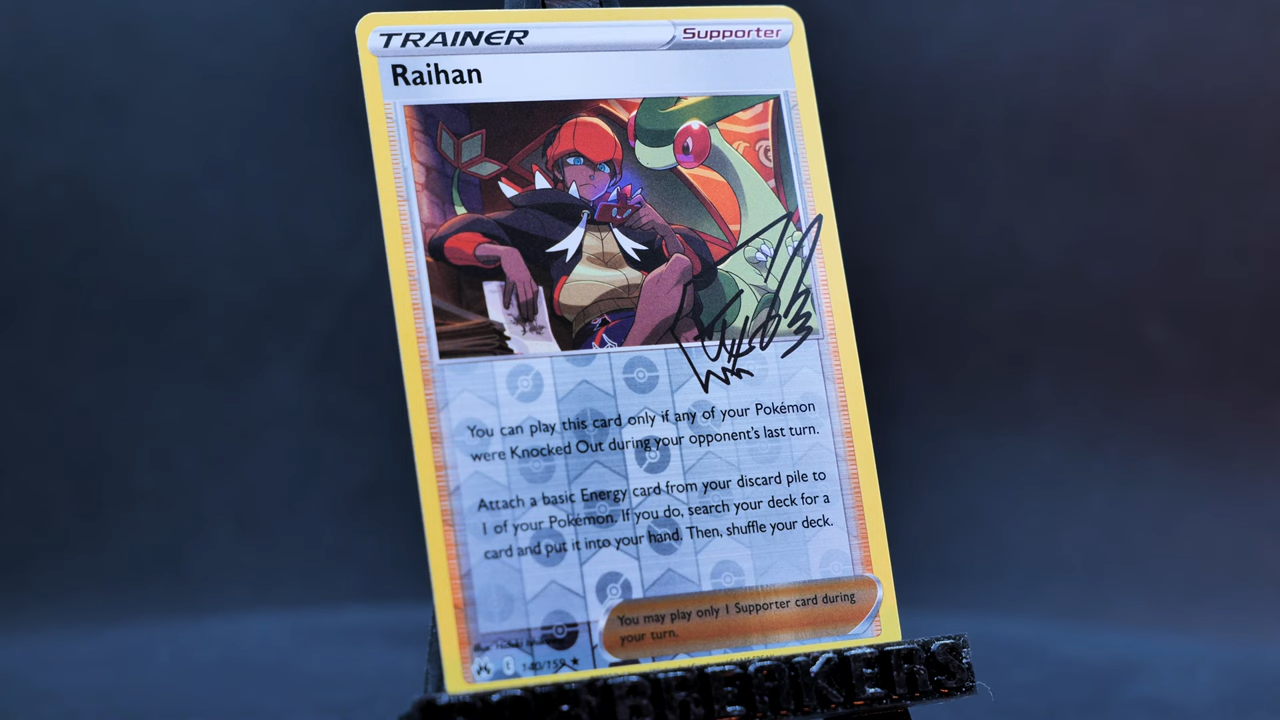 TRAINER
Supporter
Raihan
You can play this card only if any of your Pokémon
were Knocked Out during your opponent's last turn.
Attach a basic Energy card from your discard pile to
1 of your Pokémon. If you do, search your deck for a
card and put it into your hand. Then, shuffle your deck.
You may play only 1 Supporter card during
your turn.
140/159